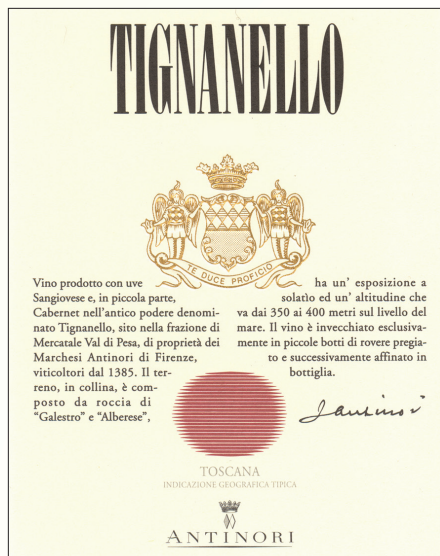 TIGNANELLO
TE DUCE PROFICIO
Vino prodotto con uve
Sangiovese e, in piccola parte,
Cabernet nell'antico podere denomi-
nato Tignanello, sito nella frazione di
Mercatale Val di Pesa, di proprietà dei
Marchesi Antinori di Firenze,
viticoltori dal 1385. Il ter-
reno, in collina, è com-
posto da roccia di
“Galestro” e “Alberese”,
ha un' esposizione a
solatìo ed un' altitudine che
va dai 350 ai 400 metri sul livello del
mare. Il vino è invecchiato esclusiva-
mente in piccole botti di rovere pregia-
to e successivamente affinato in
bottiglia.
Jantinori
TOSCANA
INDICAZIONE GEOGRAFICA TIPICA
ANTINORI